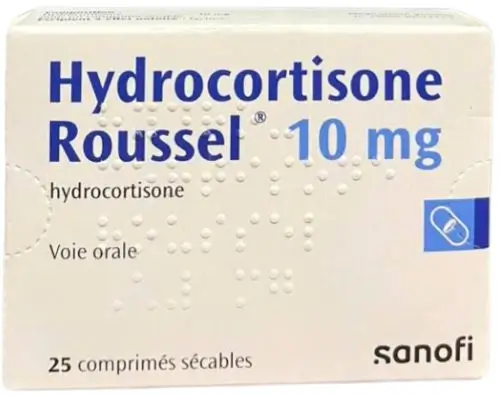 Hydrocortisone
Roussel® 10 mg
hydrocortisone
Voie orale
25 comprimés sécables
sanofi